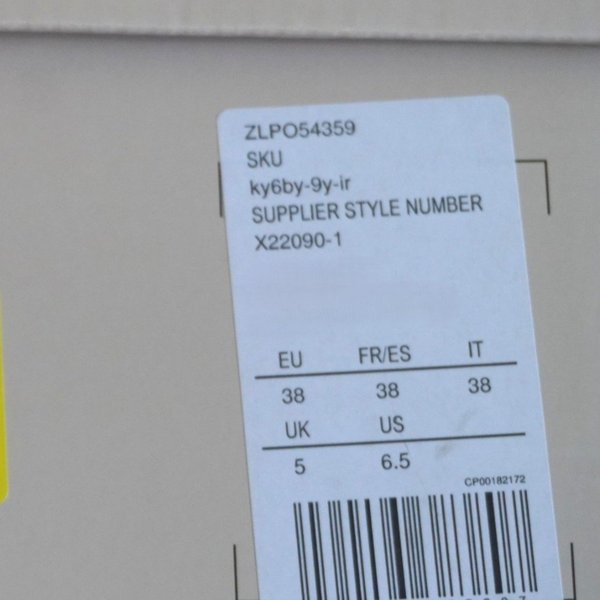 ZLPO54359
SKU
ky6by-9y-ir
SUPPLIER STYLE NUMBER
X22090-1
EU FR/ES IT
38 38 38
UK US
5 6.5
CP00182172